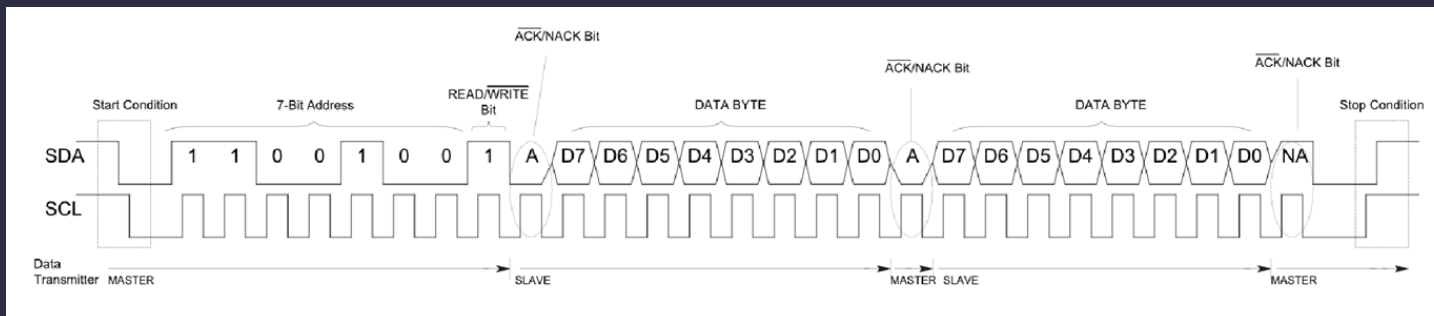 ACK/NACK Bit
ACK/NACK Bit
ACK/NACK Bit
Start Condition
7-Bit Address
READ/WRITE
Bit
DATA BYTE
DATA BYTE
Stop Condition
SDA 1 1 0 0 1 0 0 1 A D7 D6 D5 D4 D3 D2 D1 D0 A D7 D6 D5 D4 D3 D2 D1 D0 NA
SCL
Data
Transmitter MASTER SLAVE MASTER SLAVE MASTER